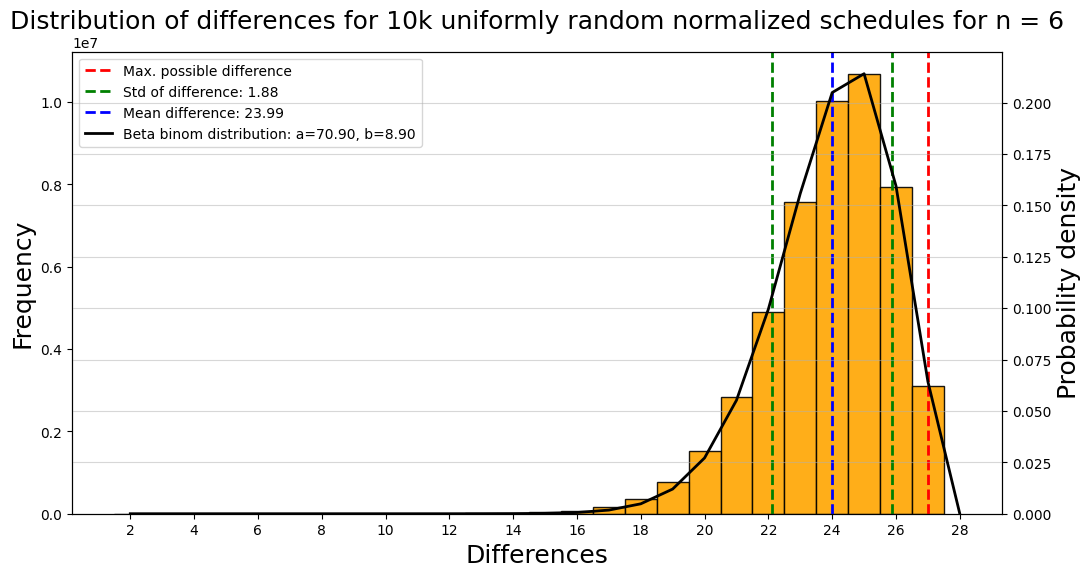 Distribution of differences for 10k uniformly random normalized schedules for n = 6
1e7
Max. possible difference
Std of difference: 1.88
Mean difference: 23.99
Beta binom distribution: a=70.90, b=8.90
Frequency
1.0
0.8
0.6
0.4
0.2
0.0
2 4 6 8 10 12 14 16 18 20 22 24 26 28
Differences
0.200
0.175
0.150
0.125
0.100
0.075
0.050
0.025
0.000
Probability density